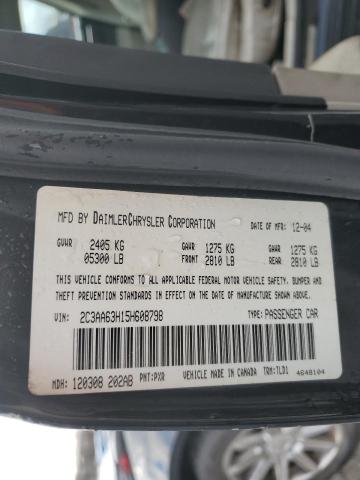 MFD BY DAIMLERCHRYSLER CORPORATION DATE OF MFR 12-04
GVWR 2405 KG GAWR 1275 KG GAWR 1275 KG
05300 LB FRONT 2810 LB REAR 2810 LB
THIS VEHICLE CONFORMS TO ALL APPLICABLE FEDERAL MOTOR VEHICLE SAFETY, BUMPER, AND
THEFT PREVENTION STANDARDS IN EFFECT ON THE DATE OF MANUFACTURE SHOWN ABOVE.
VIN: 2C3AA63H15H608798 TYPE: PASSENGER CAR
MDH: 120308 202AB PNT: PXR VEHICLE MADE IN CANADA TRM: TLD1 4648104